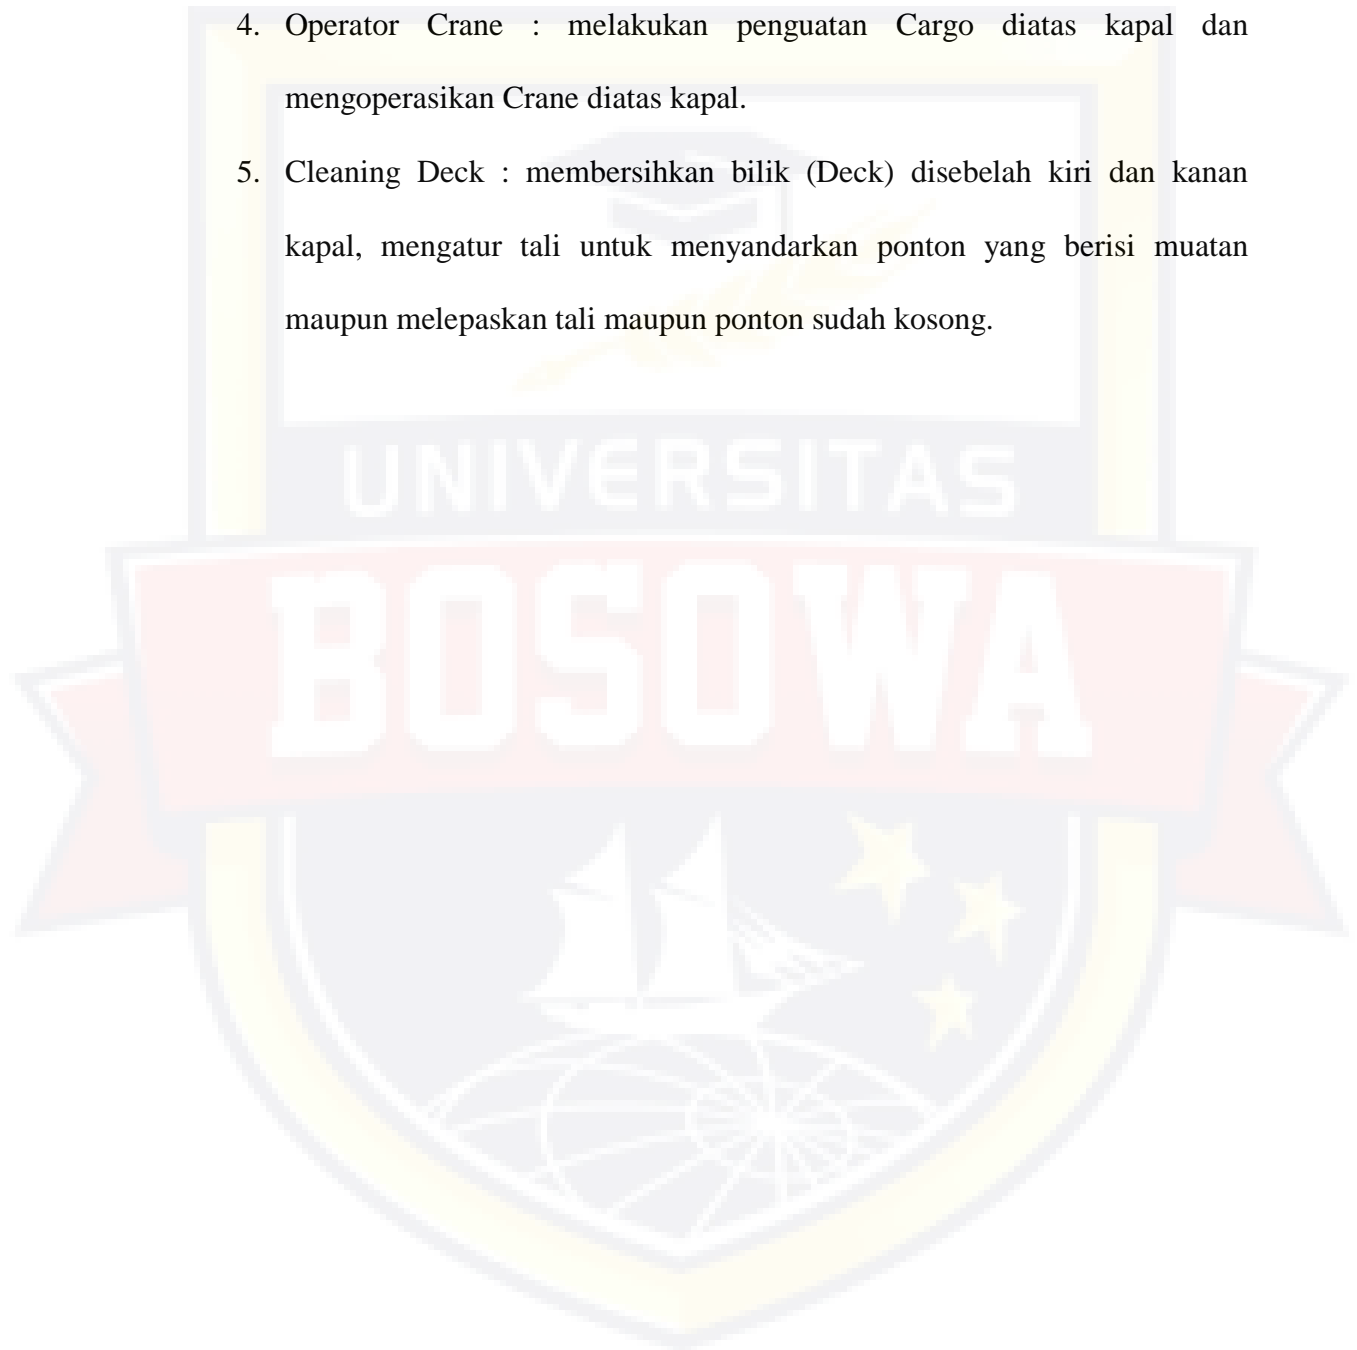 4. Operator Crane : melakukan penguatan Cargo diatas kapal dan
mengoperasikan Crane diatas kapal.
5. Cleaning Deck : membersihkan bilik (Deck) disebelah kiri dan kanan
kapal, mengatur tali untuk menyandarkan ponton yang berisi muatan
maupun melepaskan tali maupun ponton sudah kosong.
UNIVERSITAS
BOSOWA